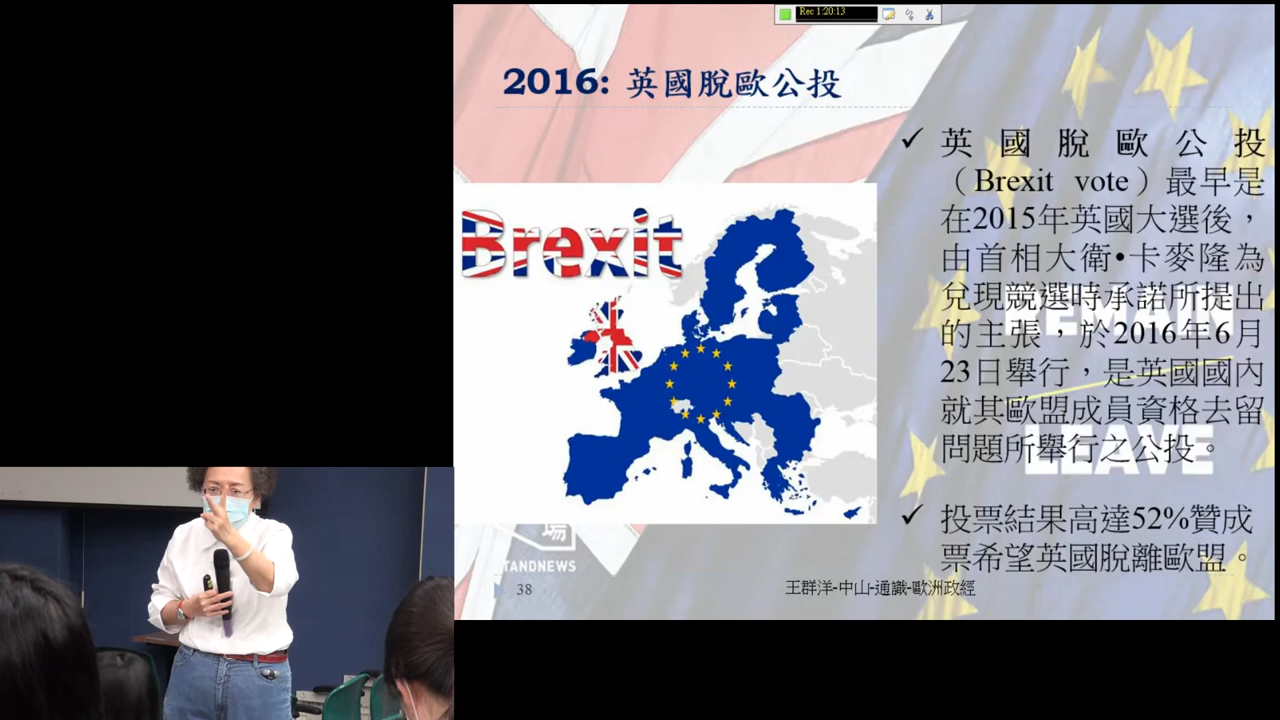 Rec 1:20:13
2016: 英國脫歐公投
Brexit
✓ 英國脫歐公投
（Brexit vote）最早是
在2015年英國大選後，
由首相大衛•卡麥隆為
兌現競選時承諾所提出
的主張，於2016年6月
23日舉行，是英國國內
就其歐盟成員資格去留
問題所舉行之公投。
✓ 投票結果高達52%贊成
票希望英國脫離歐盟。
REMAIN
LEAVE
場
TANDNEWS
38
王群洋-中山-通識-歐洲政經